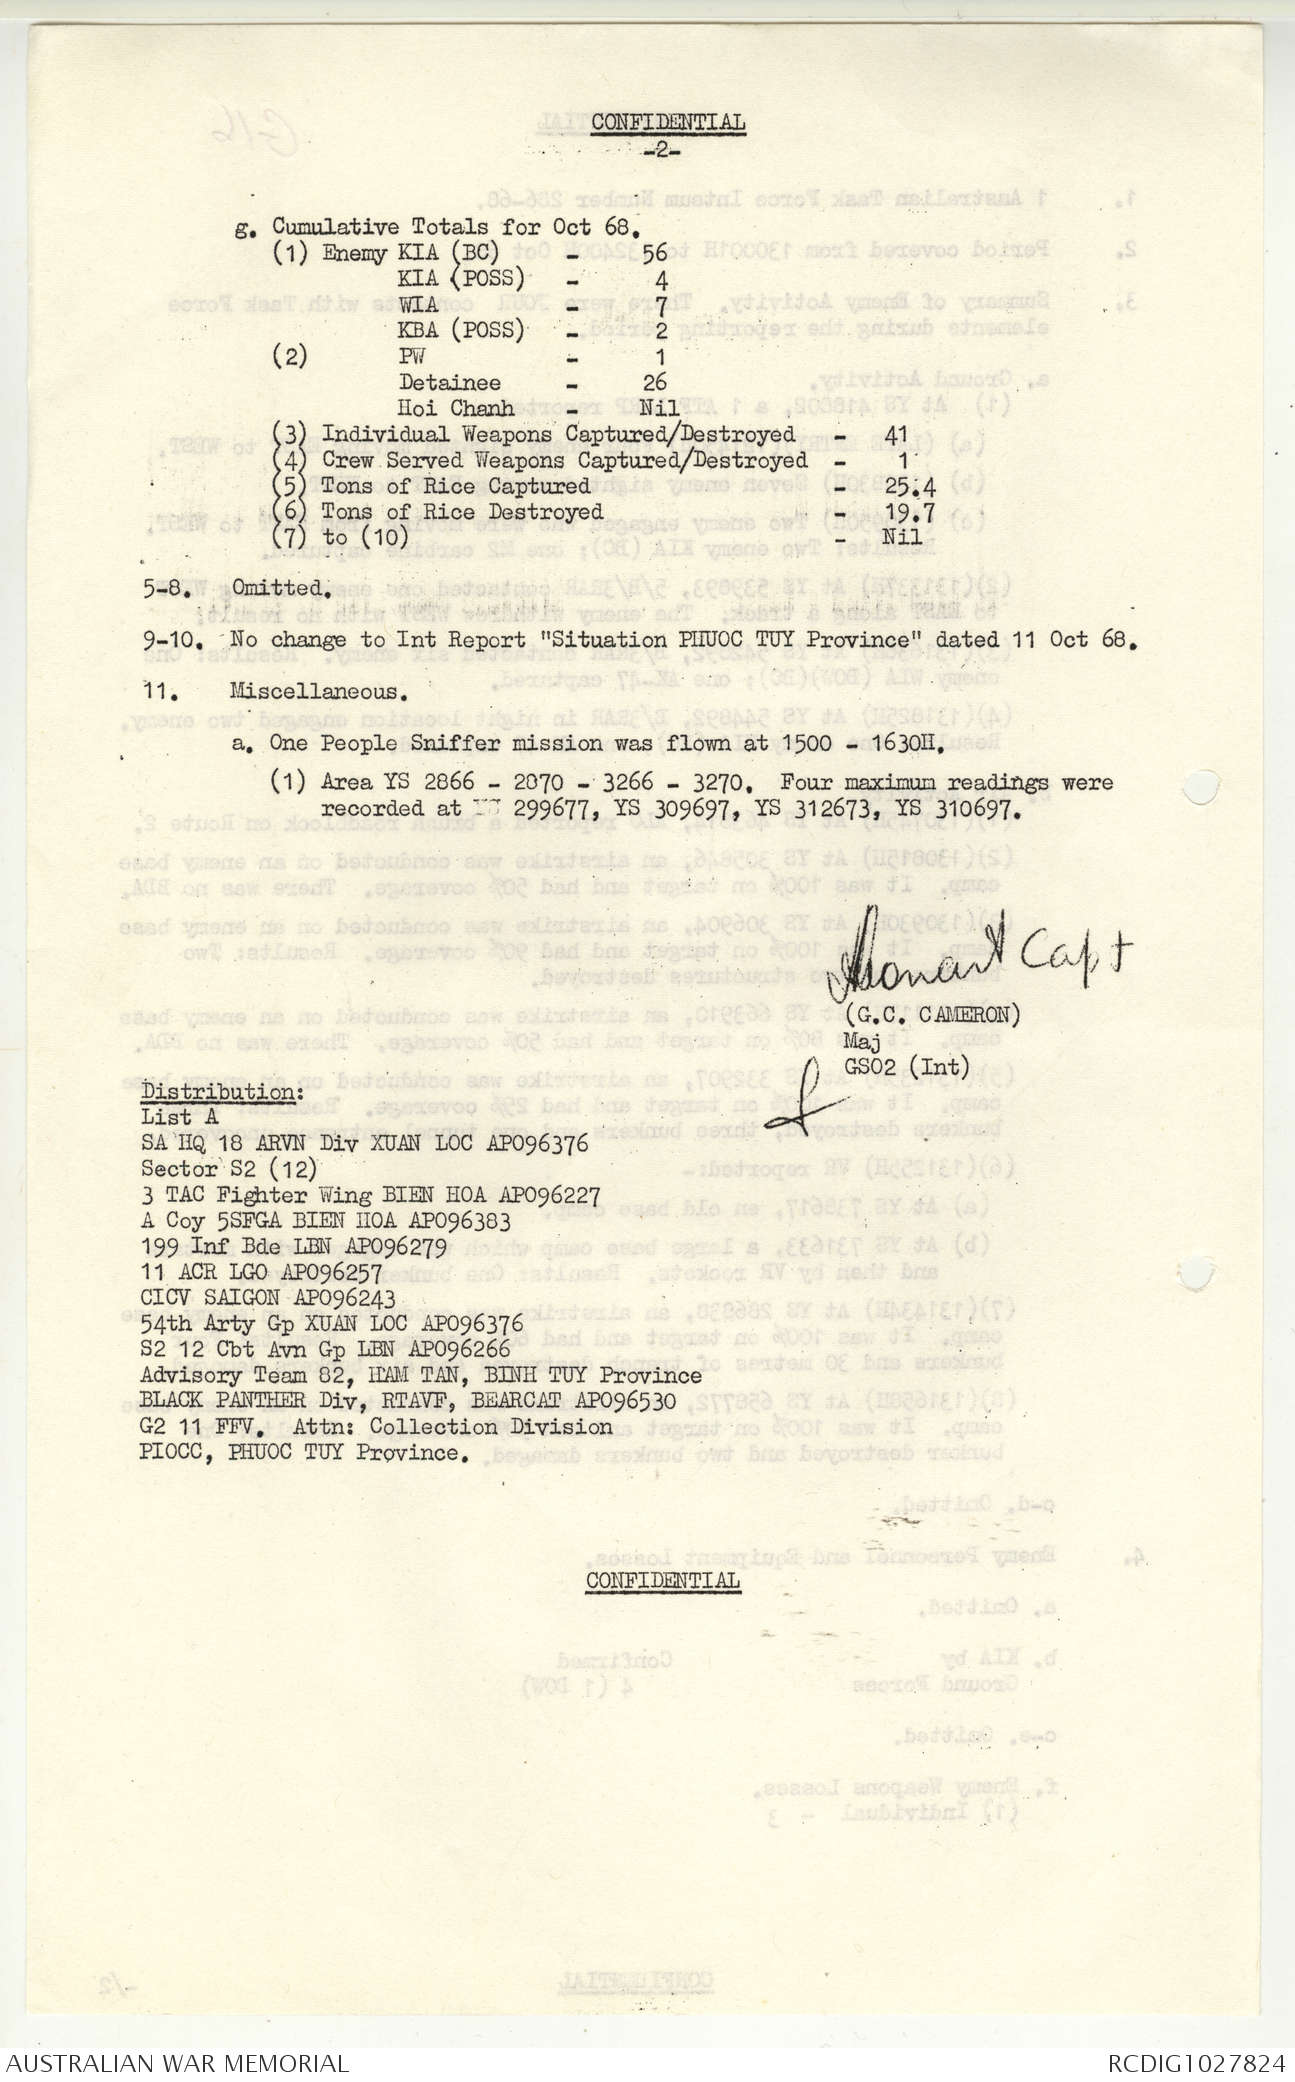 CONFIDENTIAL
-2-
g. Cumulative Totals for Oct 68.
(1) Enemy KIA (BC) - 56
KIA (POSS) - 4
WIA - 7
KBA (POSS) - 2
(2) PW - 1
Detainee - 26
Hoi Chanh - Nil
(3) Individual Weapons Captured/Destroyed - 41
(4) Crew Served Weapons Captured/Destroyed - 1
(5) Tons of Rice Captured - 25.4
(6) Tons of Rice Destroyed - 19.7
(7) to (10) - Nil
5-8. Omitted.
9-10. No change to Int Report "Situation PHUOC TUY Province" dated 11 Oct 68.
11. Miscellaneous.
a. One People Sniffer mission was flown at 1500 - 1630H.
(1) Area YS 2866 - 2870 - 3266 - 3270. Four maximum readings were
recorded at YS 299677, YS 309697, YS 312673, YS 310697.
Capt
(G.C. CAMERON)
Maj
GSO2 (Int)
Distribution:
List A
SA HQ 18 ARVN Div XUAN LOC APO96376
Sector S2 (12)
3 TAC Fighter Wing BIEN HOA APO96227
A Coy 5SFGA BIEN HOA APO96383
199 Inf Bde LBN APO96279
11 ACR LGO APO96257
CICV SAIGON APO96243
54th Arty Gp XUAN LOC APO96376
S2 12 Cbt Avn Gp LBN APO96266
Advisory Team 82, HAM TAN, BINH TUY Province
BLACK PANTHER Div, RTAVF, BEARCAT APO96530
G2 11 FFV. Attn: Collection Division
PIOCC, PHUOC TUY Province.
CONFIDENTIAL
AUSTRALIAN WAR MEMORIAL
RCDIG1027824